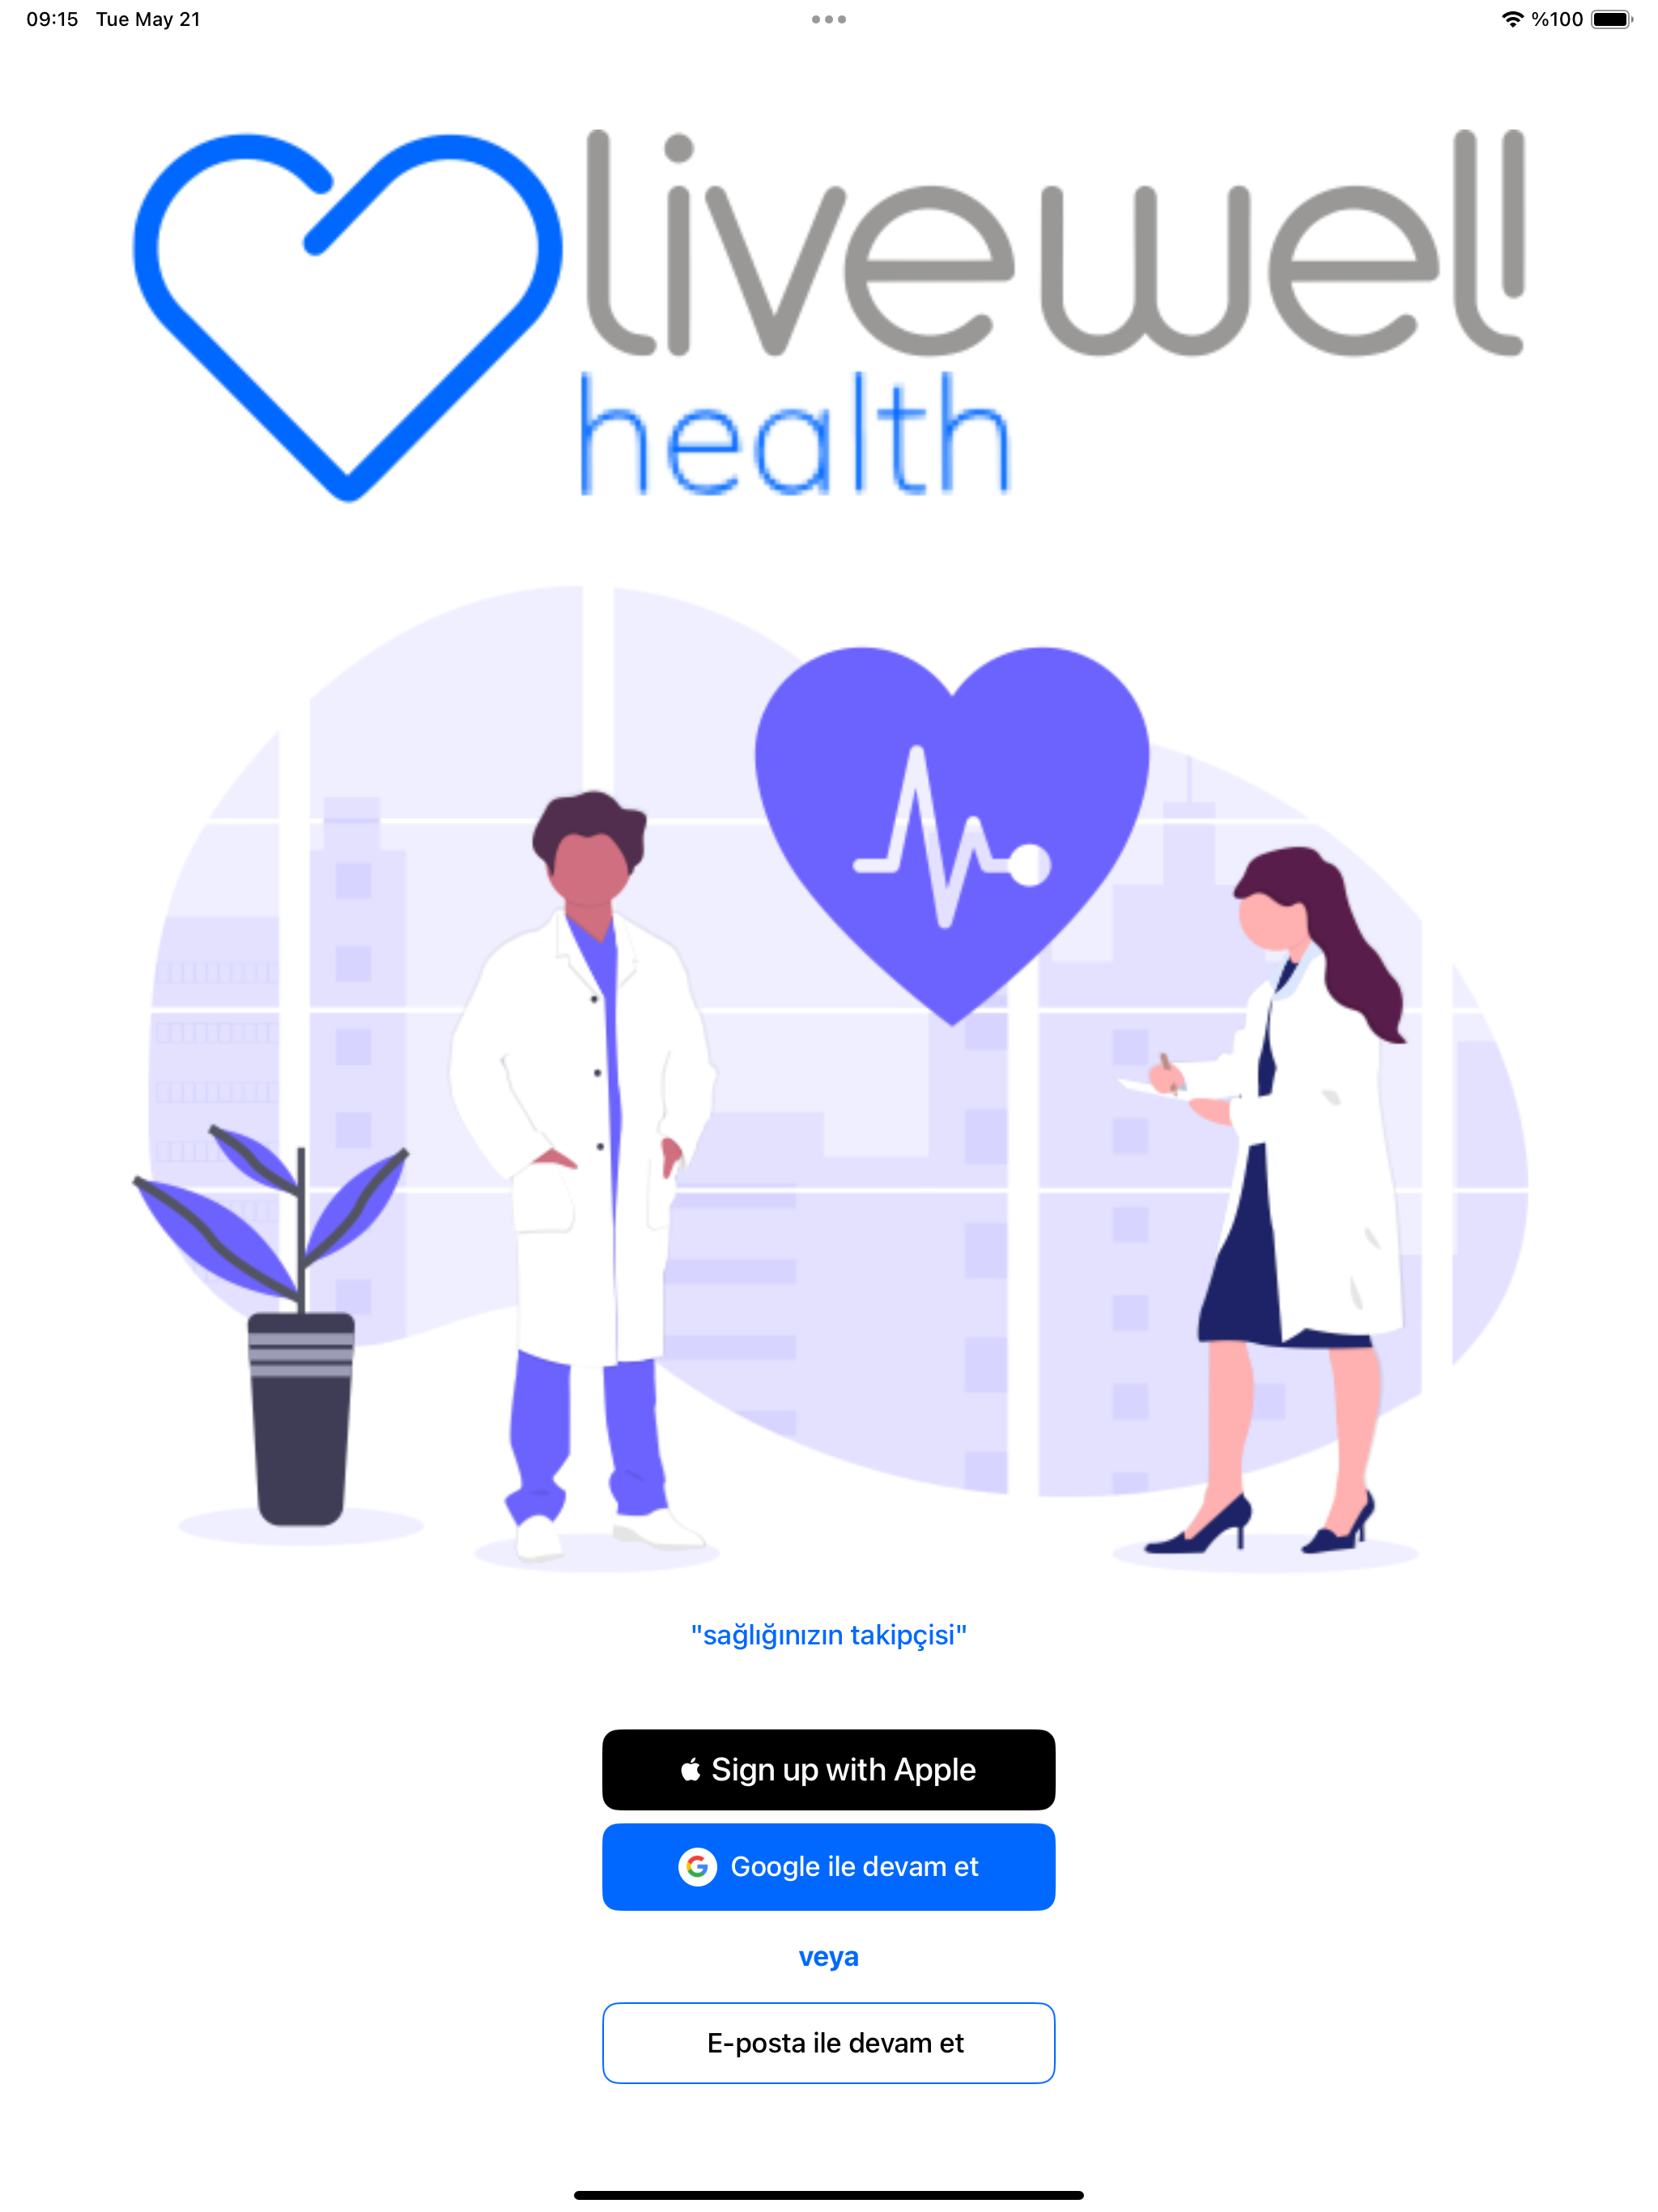 09:15 Tue May 21
%100
livewell
health
"sağlığınızın takipçisi"
Sign up with Apple
Google ile devam et
veya
E-posta ile devam et